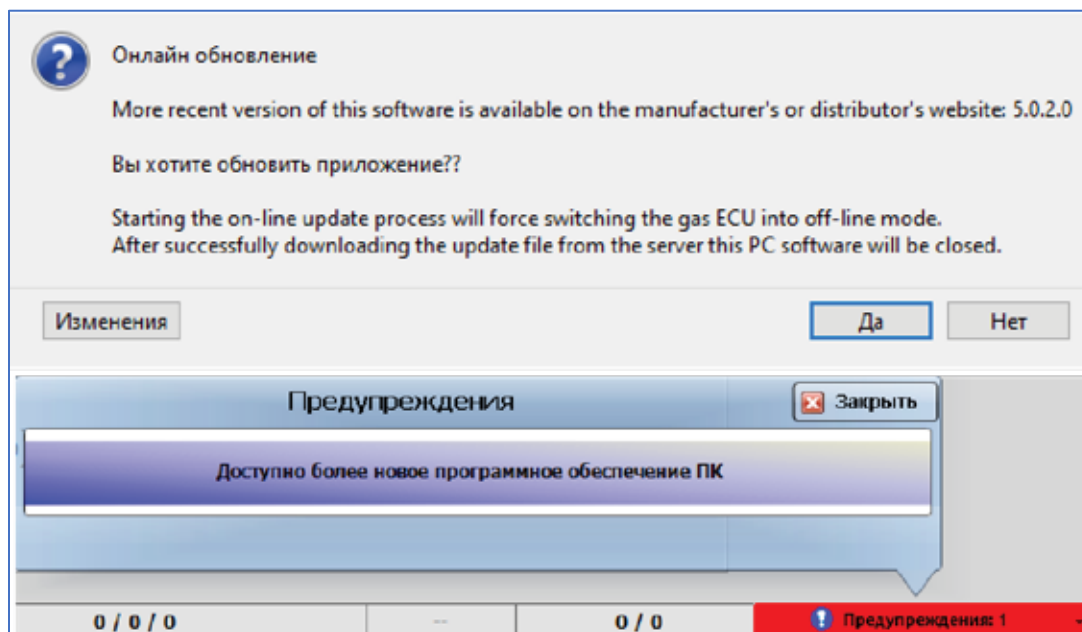 Онлайн обновление
More recent version of this software is available on the manufacturer's or distributor's website: 5.0.2.0
Вы хотите обновить приложение??
Starting the on-line update process will force switching the gas ECU into off-line mode.
After successfully downloading the update file from the server this PC software will be closed.
Изменения Да Нет
Предупреждения Закрыть
Доступно более новое программное обеспечение ПК
0 / 0 / 0 -- 0 / 0 Предупреждения: 1